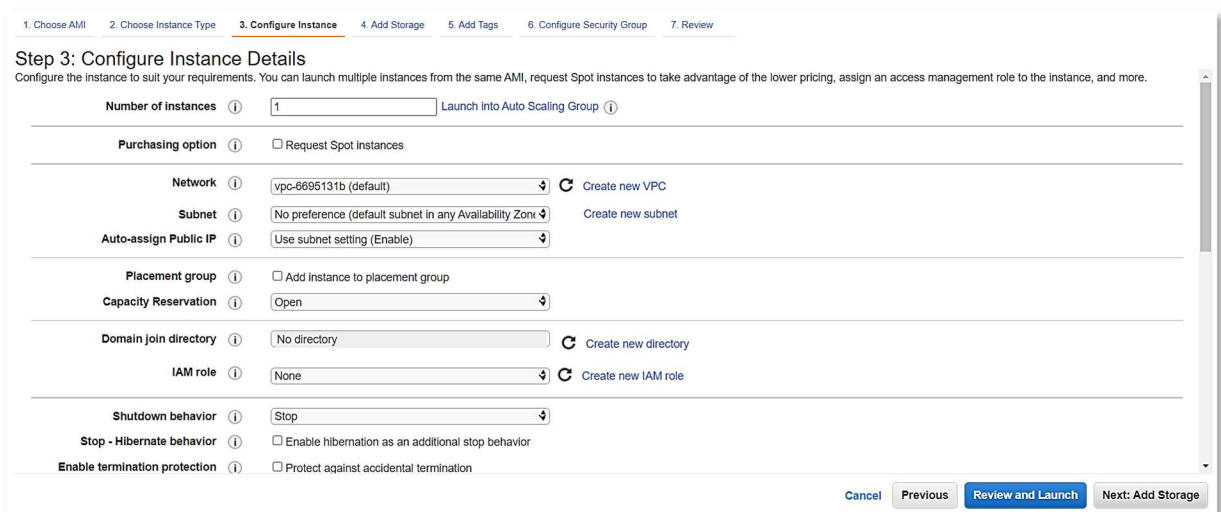 1. Choose AMI 2. Choose Instance Type 3. Configure Instance 4. Add Storage 5. Add Tags 6. Configure Security Group 7. Review
Step 3: Configure Instance Details
Configure the instance to suit your requirements. You can launch multiple instances from the same AMI, request Spot instances to take advantage of the lower pricing, assign an access management role to the instance, and more.
Number of instances i 1 Launch into Auto Scaling Group i
Purchasing option i Request Spot instances
Network i vpc-6695131b (default) Create new VPC
Subnet i No preference (default subnet in any Availability Zone Create new subnet
Auto-assign Public IP i Use subnet setting (Enable)
Placement group i Add instance to placement group
Capacity Reservation i Open
Domain join directory i No directory Create new directory
IAM role i None Create new IAM role
Shutdown behavior i Stop
Stop - Hibernate behavior i Enable hibernation as an additional stop behavior
Enable termination protection i Protect against accidental termination
Cancel Previous Review and Launch Next: Add Storage